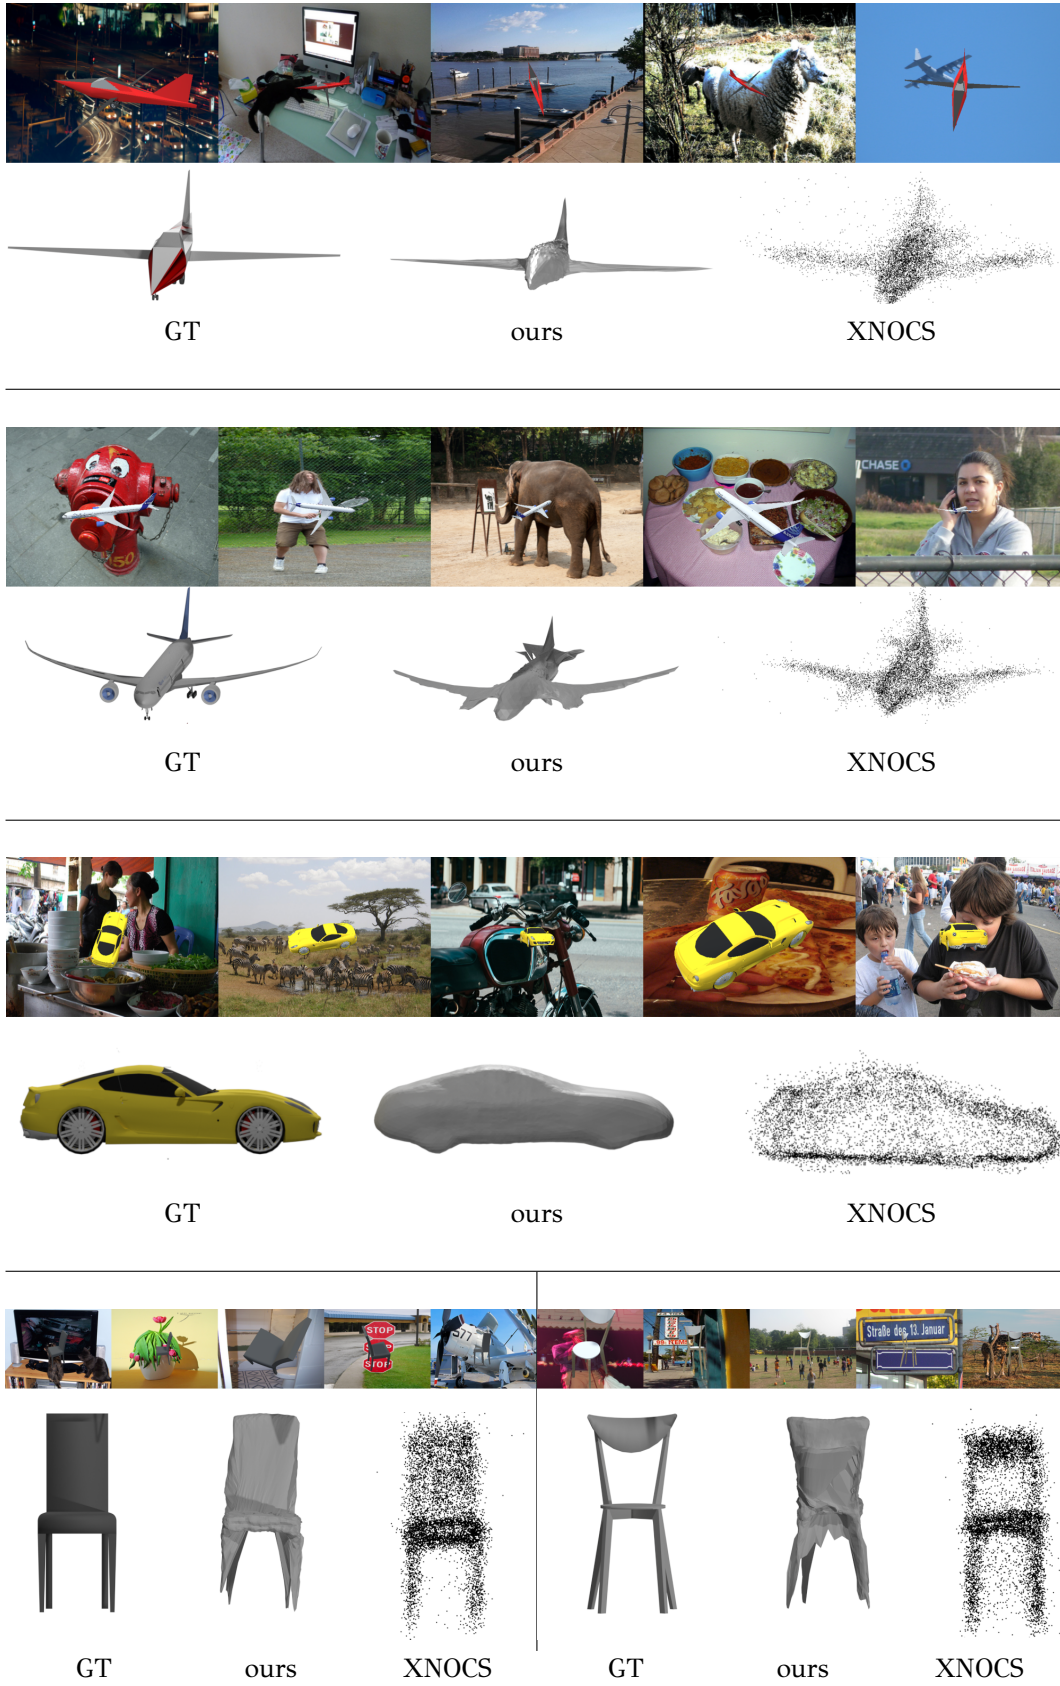 GT ours XNOCS
CHASE
GT ours XNOCS
GT ours XNOCS
STOP
STOP
577
Straße des 13. Januar
GT ours XNOCS GT ours XNOCS